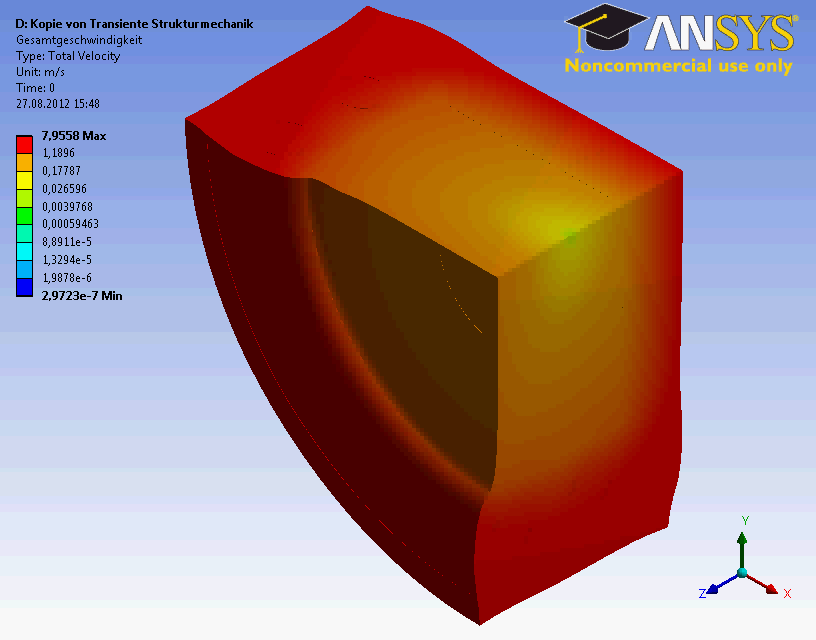 D: Kopie von Transiente Strukturmechanik
Gesamtgeschwindigkeit
Type: Total Velocity
Unit: m/s
Time: 0
27.08.2012 15:48
7,9558 Max
1,1896
0,17787
0,026596
0,0039768
0,00059463
8,8911e-5
1,3294e-5
1,9878e-6
2,9723e-7 Min
ANSYS
Noncommercial use only
Y
Z
X